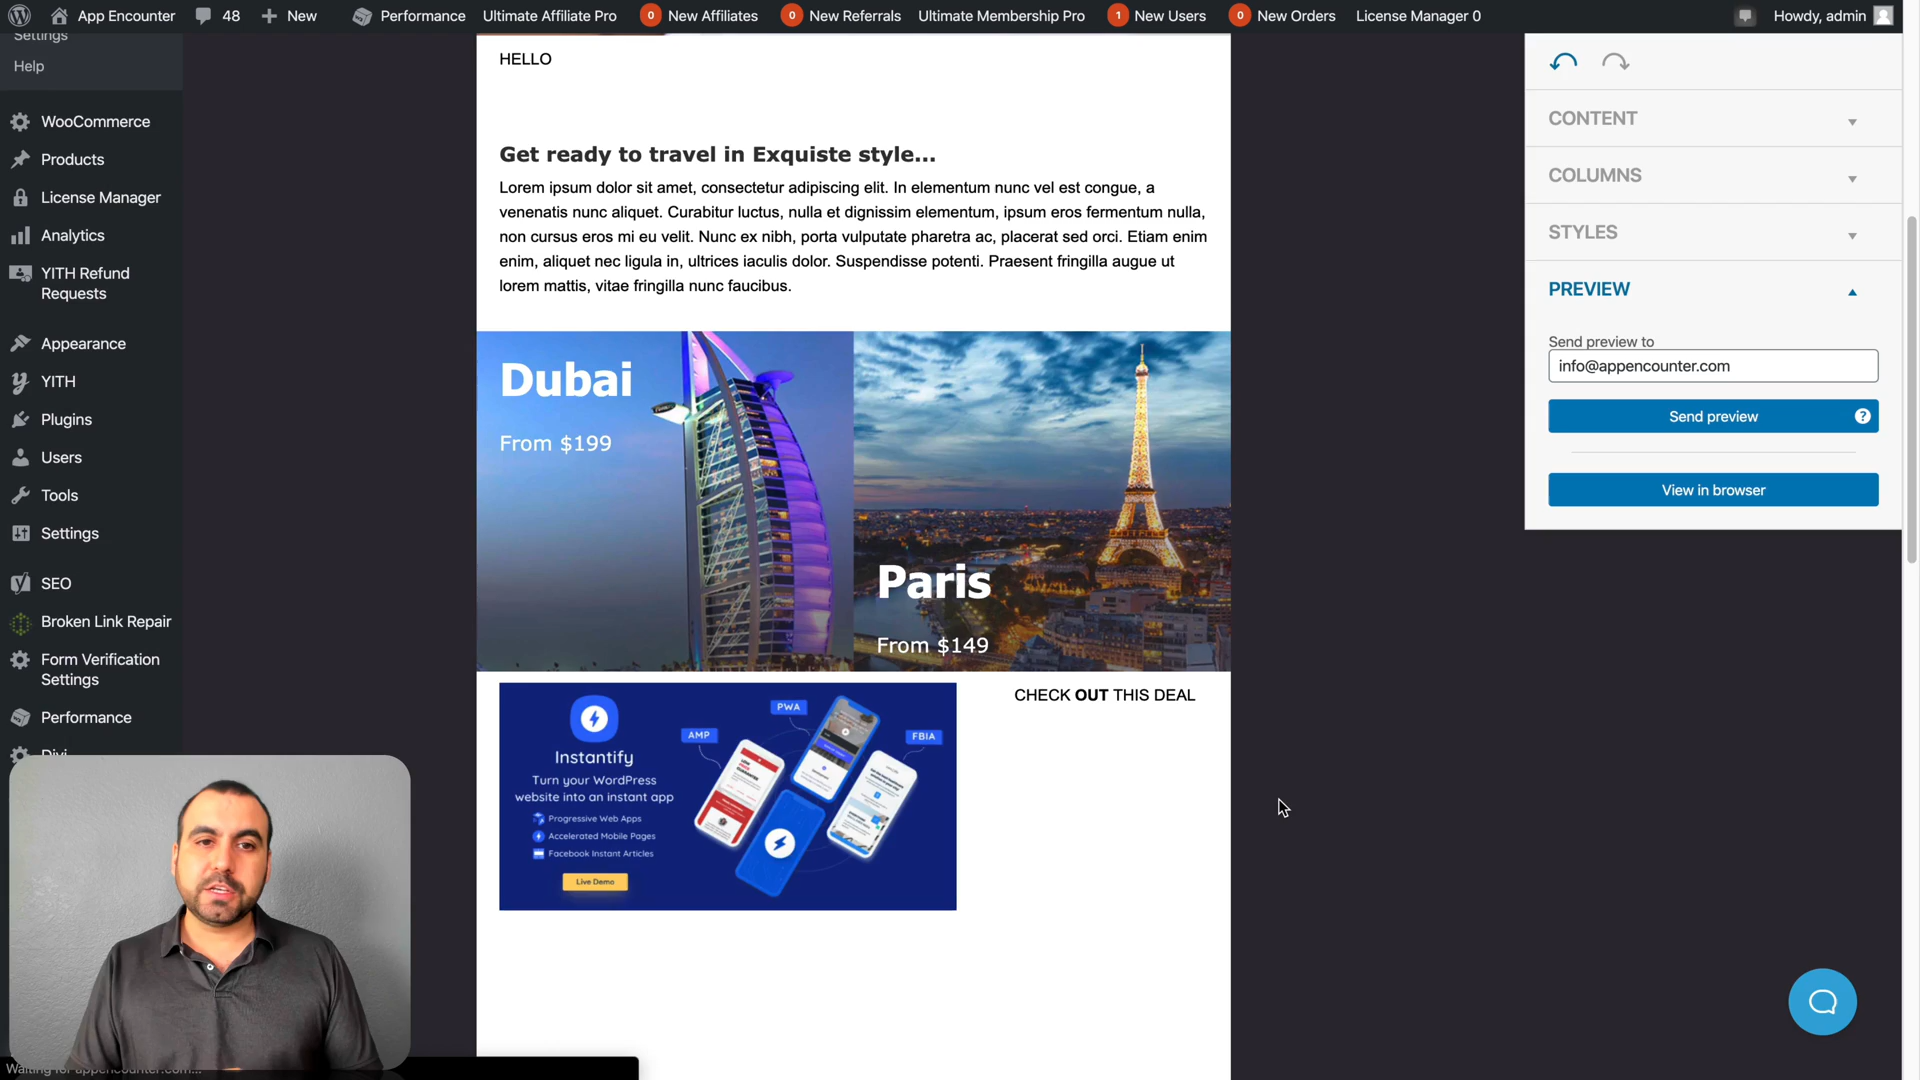 App Encounter
48
New
Performance
Ultimate Affiliate Pro
0 New Affiliates
0 New Referrals
Ultimate Membership Pro
1 New Users
0 New Orders
License Manager 0
Howdy, admin
Settings
Help
WooCommerce
Products
License Manager
Analytics
YITH Refund
Requests
Appearance
YITH
Plugins
Users
Tools
Settings
SEO
Broken Link Repair
Form Verification
Settings
Performance
Divi
Waiting for appencounter.com...
HELLO
Get ready to travel in Exquiste style...
Lorem ipsum dolor sit amet, consectetur adipiscing elit. In elementum nunc vel est congue, a
venenatis nunc aliquet. Curabitur luctus, nulla et dignissim elementum, ipsum eros fermentum nulla,
non cursus eros mi eu velit. Nunc ex nibh, porta vulputate pharetra ac, placerat sed orci. Etiam enim
enim, aliquet nec ligula in, ultrices iaculis dolor. Suspendisse potenti. Praesent fringilla augue ut
lorem mattis, vitae fringilla nunc faucibus.
Dubai
From $199
Paris
From $149
Instantify
Turn your WordPress
website into an instant app
Progressive Web Apps
Accelerated Mobile Pages
Facebook Instant Articles
Live Demo
AMP
PWA
FBIA
CHECK OUT THIS DEAL
CONTENT
COLUMNS
STYLES
PREVIEW
Send preview to
info@appencounter.com
Send preview
?
View in browser